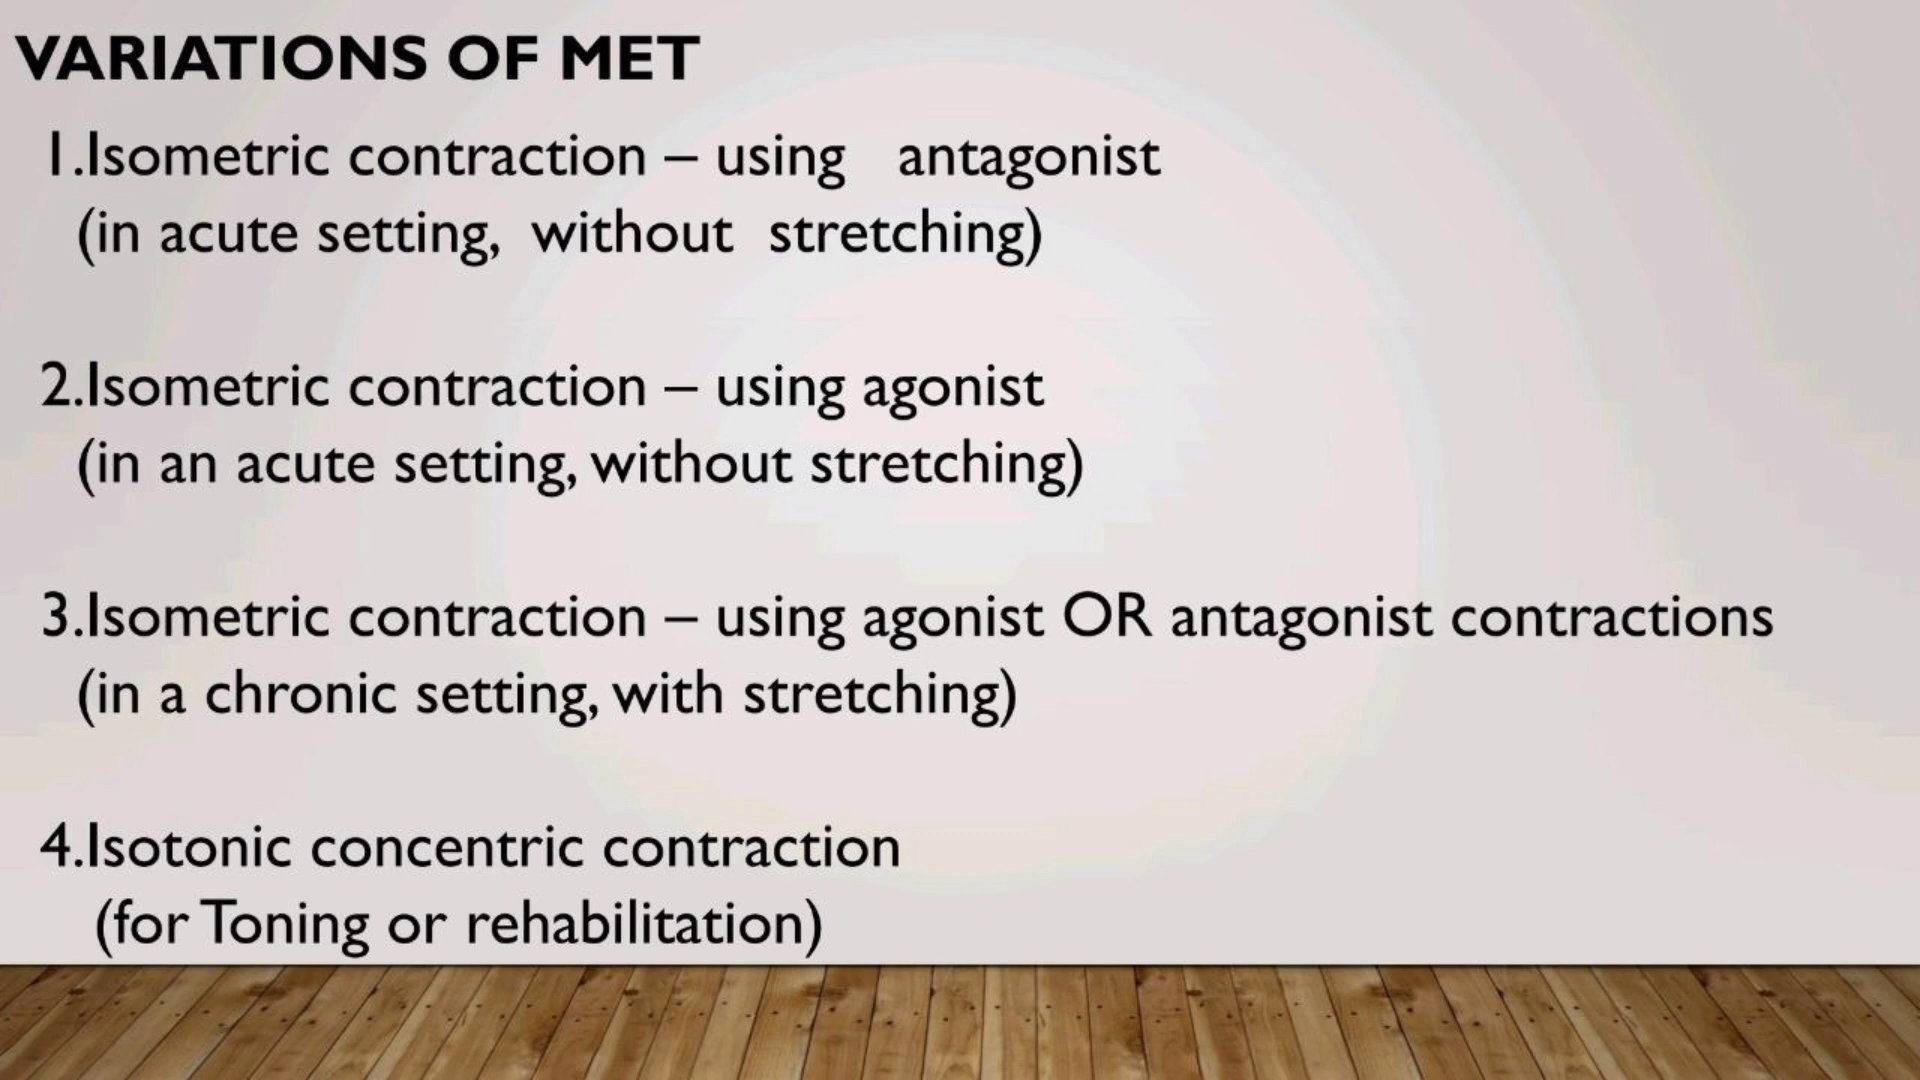 VARIATIONS OF MET
1.Isometric contraction – using antagonist
(in acute setting, without stretching)
2.Isometric contraction – using agonist
(in an acute setting, without stretching)
3.Isometric contraction – using agonist OR antagonist contractions
(in a chronic setting, with stretching)
4.Isotonic concentric contraction
(for Toning or rehabilitation)